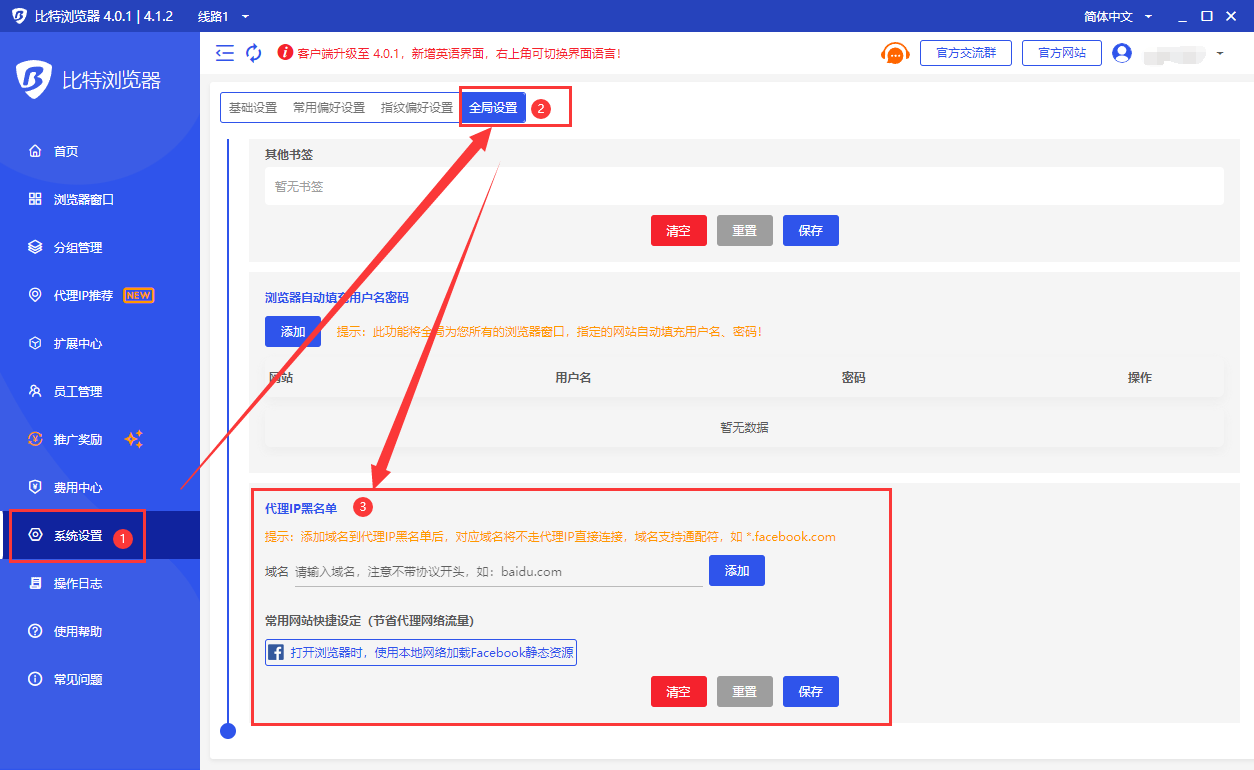 比特浏览器 4.0.1 | 4.1.2 线路1 简体中文
比特浏览器
客户端升级至 4.0.1，新增英语界面，右上角可切换界面语言！ 官方交流群 官方网站
首页
浏览器窗口
分组管理
代理IP推荐 NEW
扩展中心
员工管理
推广奖励
费用中心
系统设置 1
操作日志
使用帮助
常见问题
基础设置 常用偏好设置 指纹偏好设置 全局设置 2
其他书签
暂无书签
清空 重置 保存
浏览器自动填充用户名密码
添加 提示：此功能将全局为您所有的浏览器窗口，指定的网站自动填充用户名、密码！
网站 用户名 密码 操作
暂无数据
代理IP黑名单 3
提示：添加域名到代理IP黑名单后，对应域名将不走代理IP直接连接，域名支持通配符，如 *.facebook.com
域名 请输入域名，注意不带协议开头，如：baidu.com 添加
常用网站快捷设定（节省代理网络流量）
打开浏览器时，使用本地网络加载Facebook静态资源
清空 重置 保存